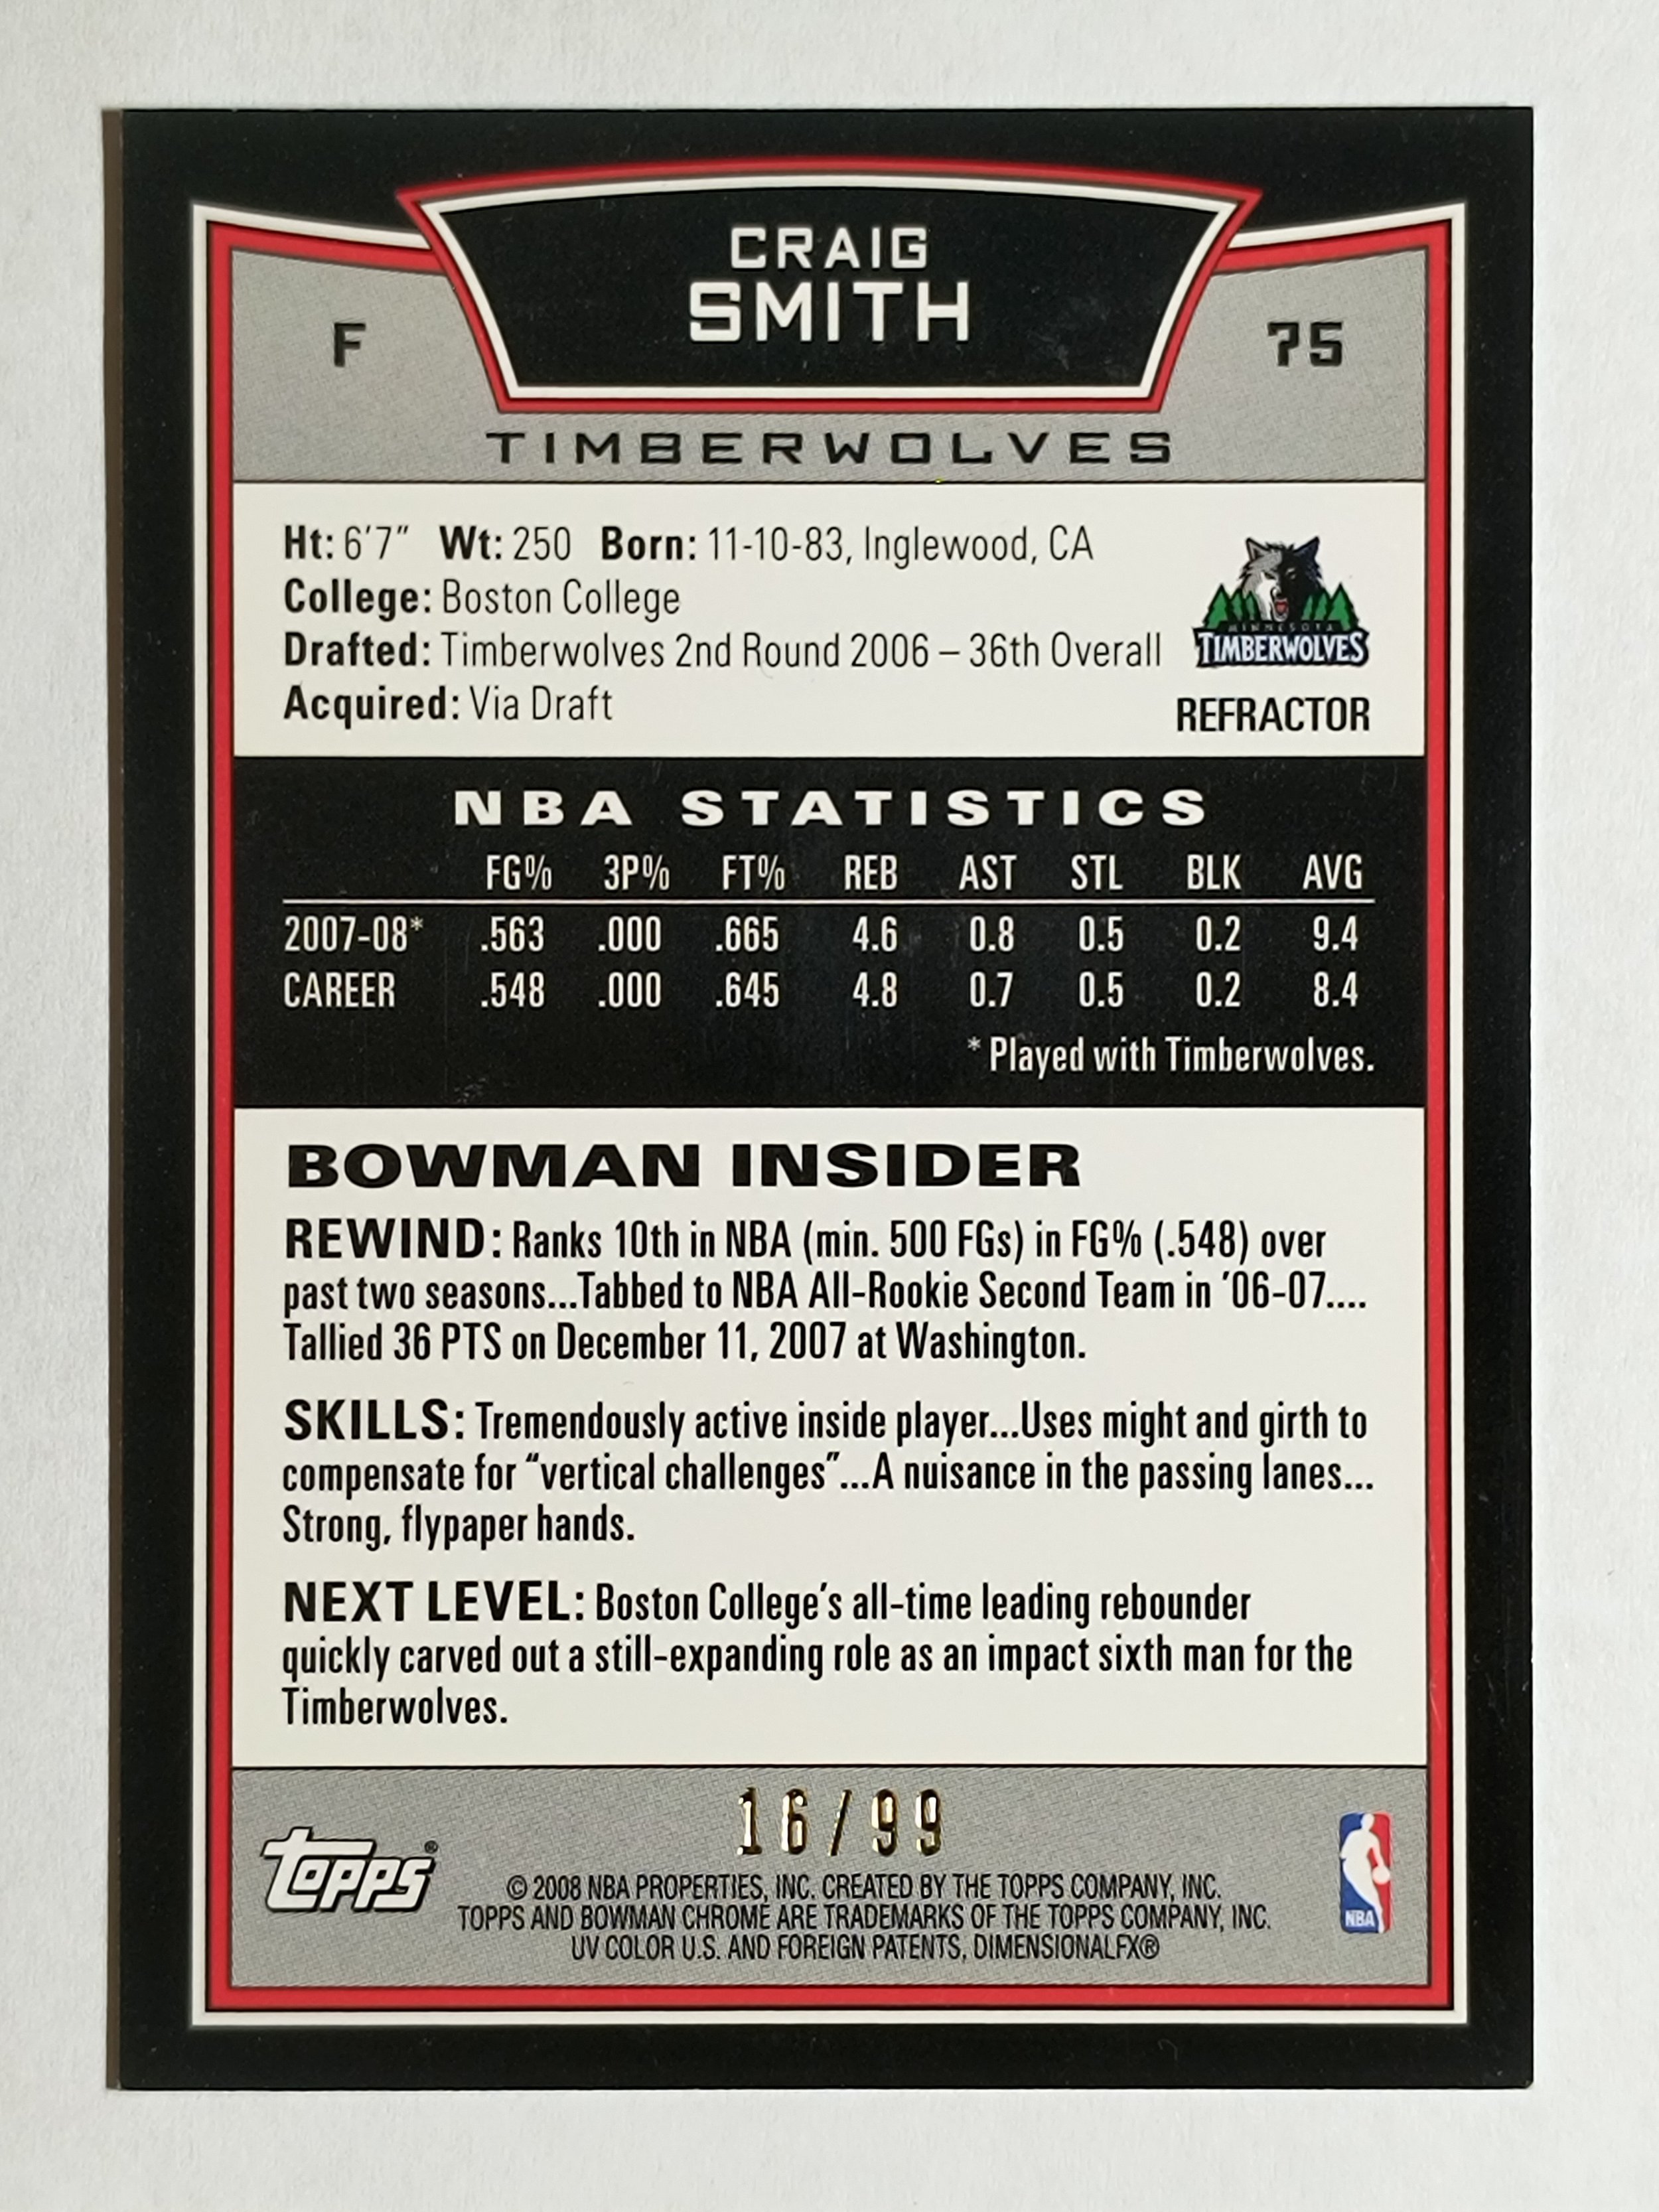 CRAIG
SMITH
F
75
TIMBERWOLVES
Ht: 6'7" Wt: 250 Born: 11-10-83, Inglewood, CA
College: Boston College
Drafted: Timberwolves 2nd Round 2006 – 36th Overall
Acquired: Via Draft
MINNESOTA
TIMBERWOLVES
REFRACTOR
NBA STATISTICS
FG% 3P% FT% REB AST STL BLK AVG
2007-08* .563 .000 .665 4.6 0.8 0.5 0.2 9.4
CAREER .548 .000 .645 4.8 0.7 0.5 0.2 8.4
* Played with Timberwolves.
BOWMAN INSIDER
REWIND: Ranks 10th in NBA (min. 500 FGs) in FG% (.548) over
past two seasons...Tabbed to NBA All-Rookie Second Team in '06-07....
Tallied 36 PTS on December 11, 2007 at Washington.
SKILLS: Tremendously active inside player...Uses might and girth to
compensate for "vertical challenges"...A nuisance in the passing lanes...
Strong, flypaper hands.
NEXT LEVEL: Boston College's all-time leading rebounder
quickly carved out a still-expanding role as an impact sixth man for the
Timberwolves.
16/99
topps®
© 2008 NBA PROPERTIES, INC. CREATED BY THE TOPPS COMPANY, INC.
TOPPS AND BOWMAN CHROME ARE TRADEMARKS OF THE TOPPS COMPANY, INC.
UV COLOR U.S. AND FOREIGN PATENTS, DIMENSIONALFX®
NBA